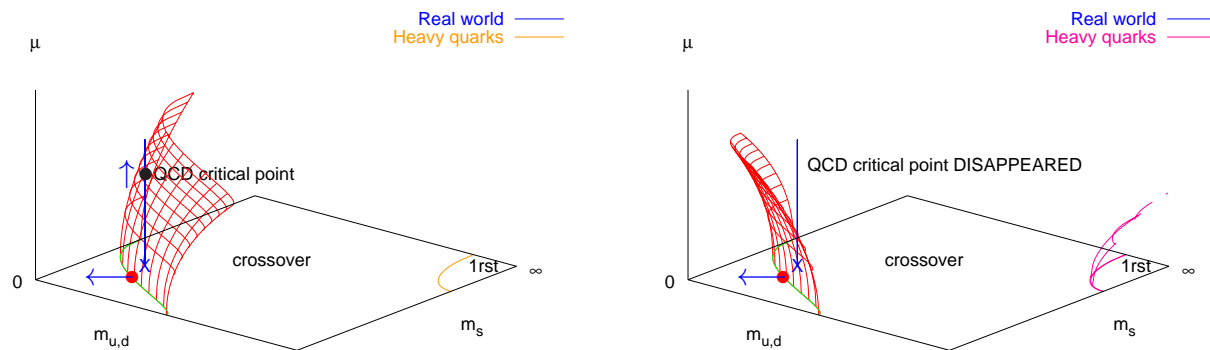 Real world
Heavy quarks
μ
↑
QCD critical point
X
crossover
1rst
∞
0
←
m_{u,d}
m_s
Real world
Heavy quarks
μ
QCD critical point DISAPPEARED
X
crossover
1rst
∞
0
←
m_{u,d}
m_s